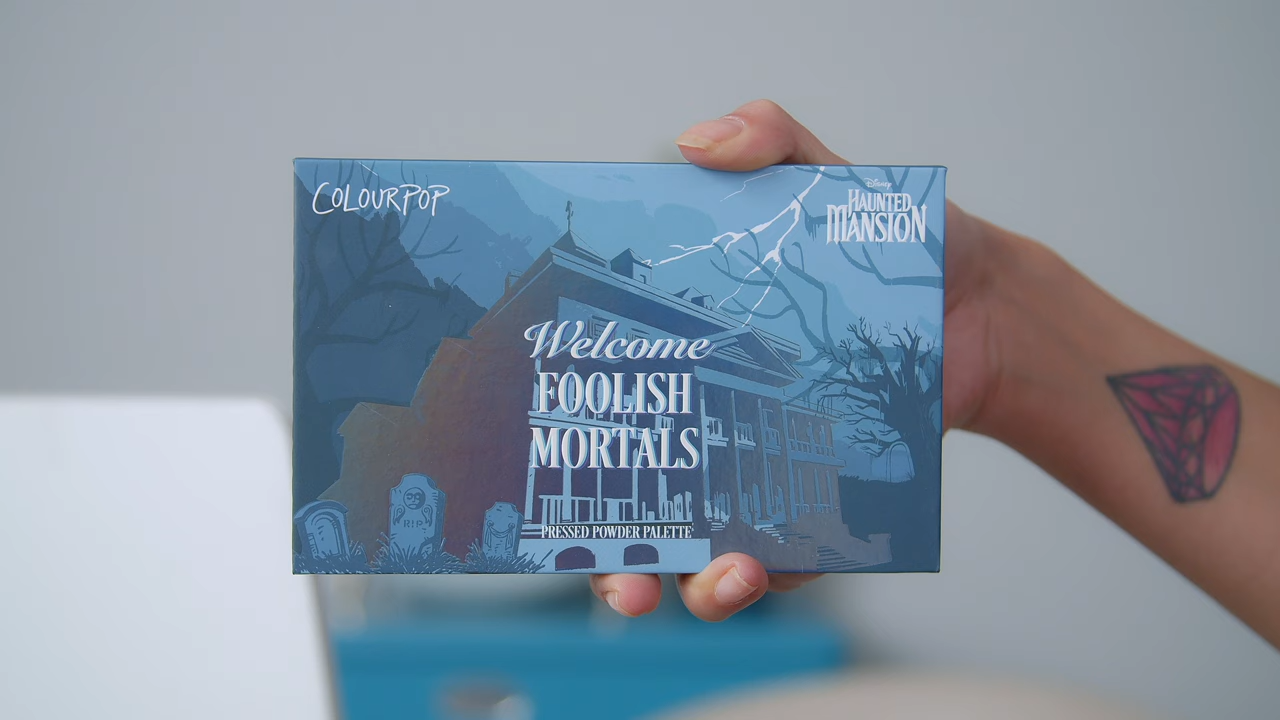 COLOURPOP
Disney
HAUNTED
MANSION
Welcome
FOOLISH
MORTALS
RIP
PRESSED POWDER PALETTE